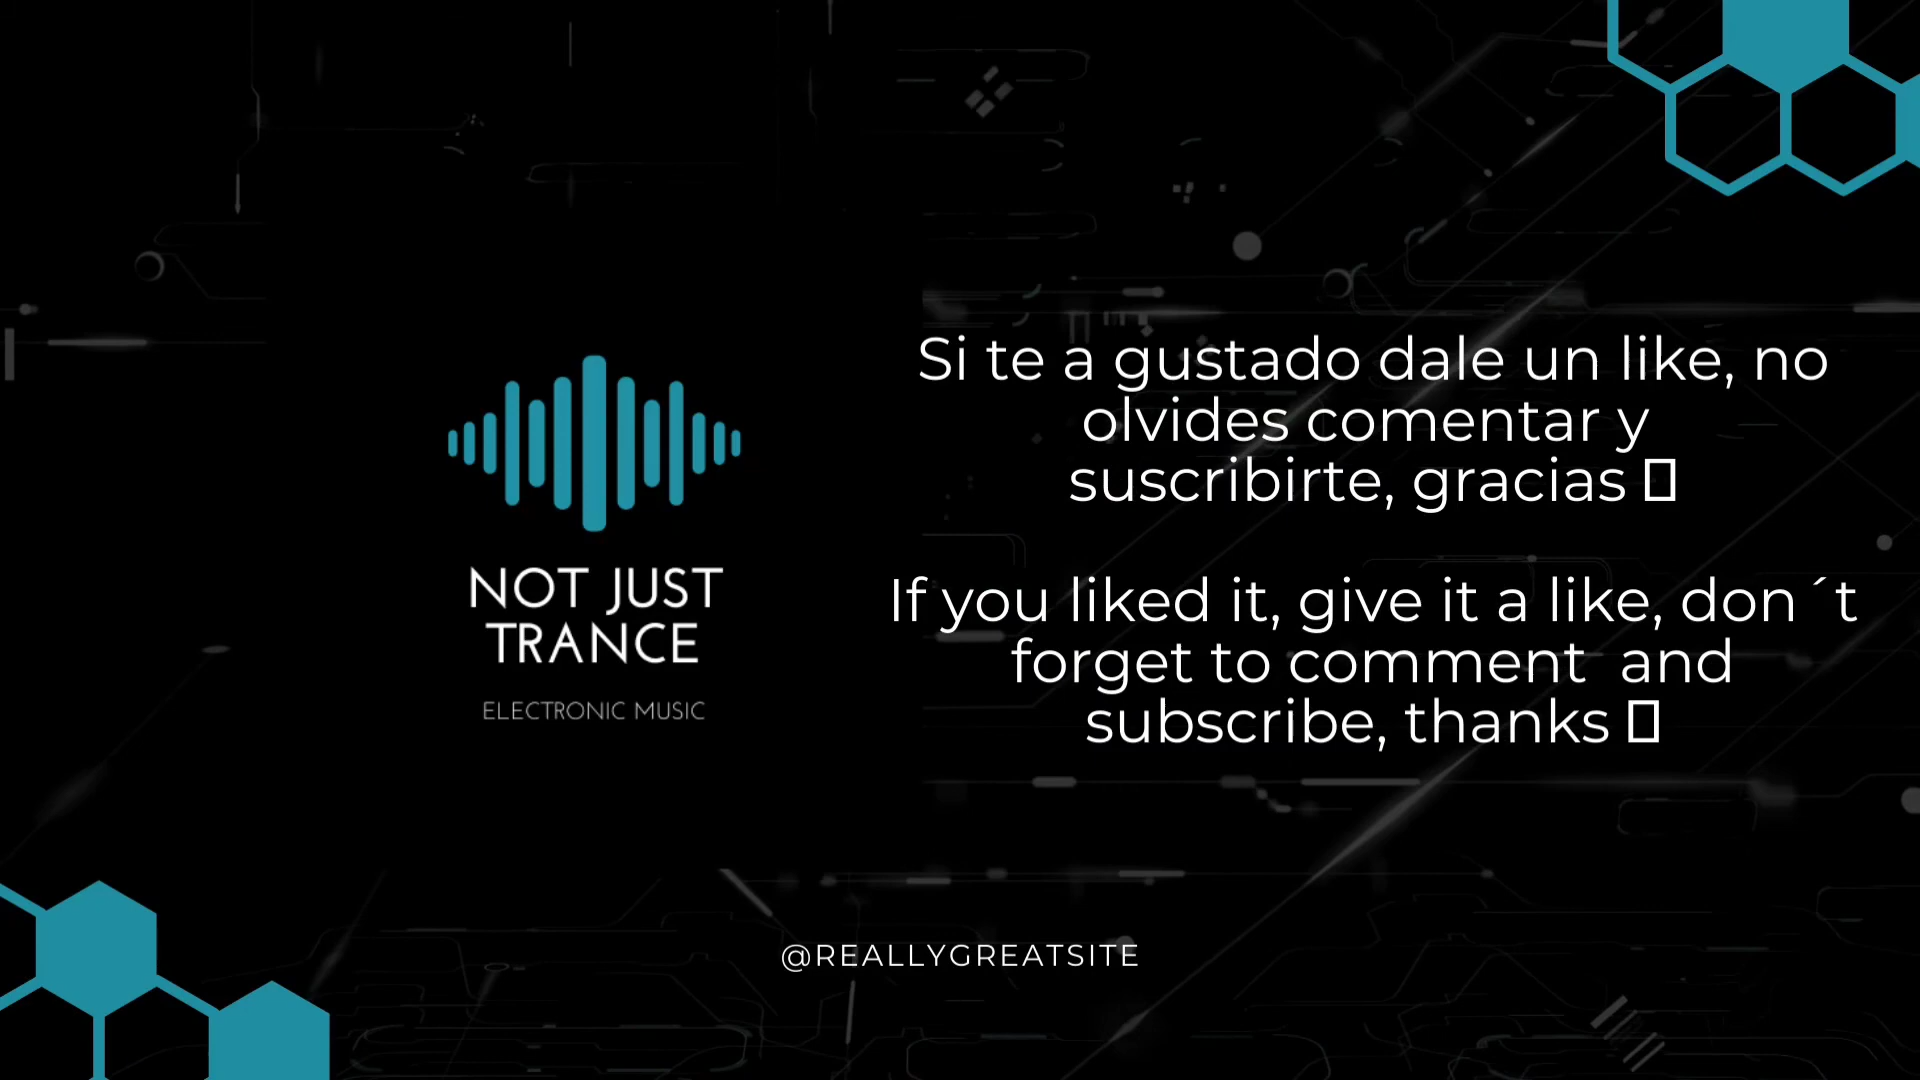 NOT JUST
TRANCE
ELECTRONIC MUSIC
Si te a gustado dale un like, no
olvides comentar y
suscribirte, gracias
If you liked it, give it a like, don´t
forget to comment  and
subscribe, thanks
@REALLYGREATSITE